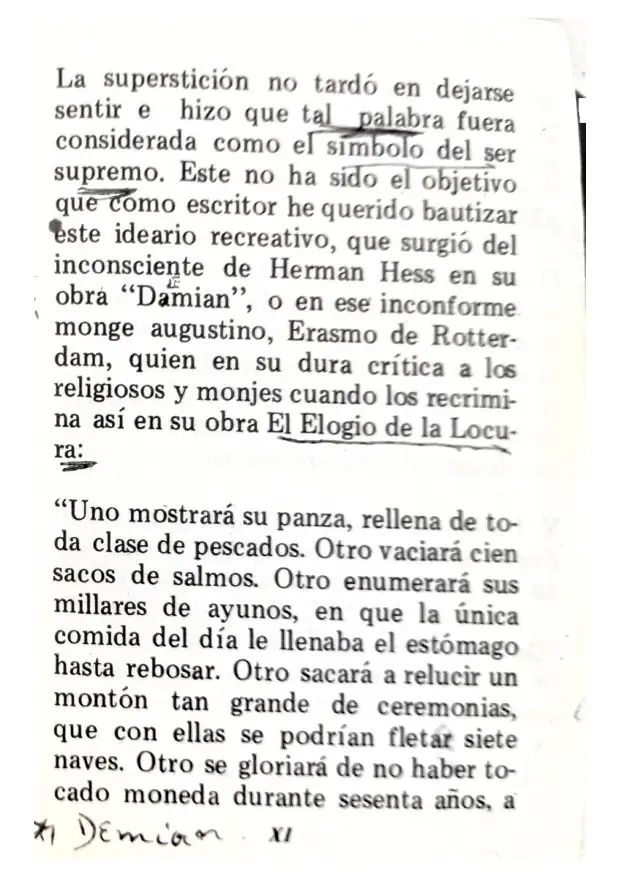 La superstición no tardó en dejarse
sentir e hizo que tal palabra fuera
considerada como el símbolo del ser
supremo. Este no ha sido el objetivo
que como escritor he querido bautizar
este ideario recreativo, que surgió del
inconsciente de Herman Hess en su
obra “Damian”, o en ese inconforme
monge augustino, Erasmo de Rotter-
dam, quien en su dura crítica a los
religiosos y monjes cuando los recrimi-
na así en su obra El Elogio de la Locu-
ra:
“Uno mostrará su panza, rellena de to-
da clase de pescados. Otro vaciará cien
sacos de salmos. Otro enumerará sus
millares de ayunos, en que la única
comida del día le llenaba el estómago
hasta rebosar. Otro sacará a relucir un
montón tan grande de ceremonias,
que con ellas se podrían fletar siete
naves. Otro se gloriará de no haber to-
cado moneda durante sesenta años, a
Demian. XI